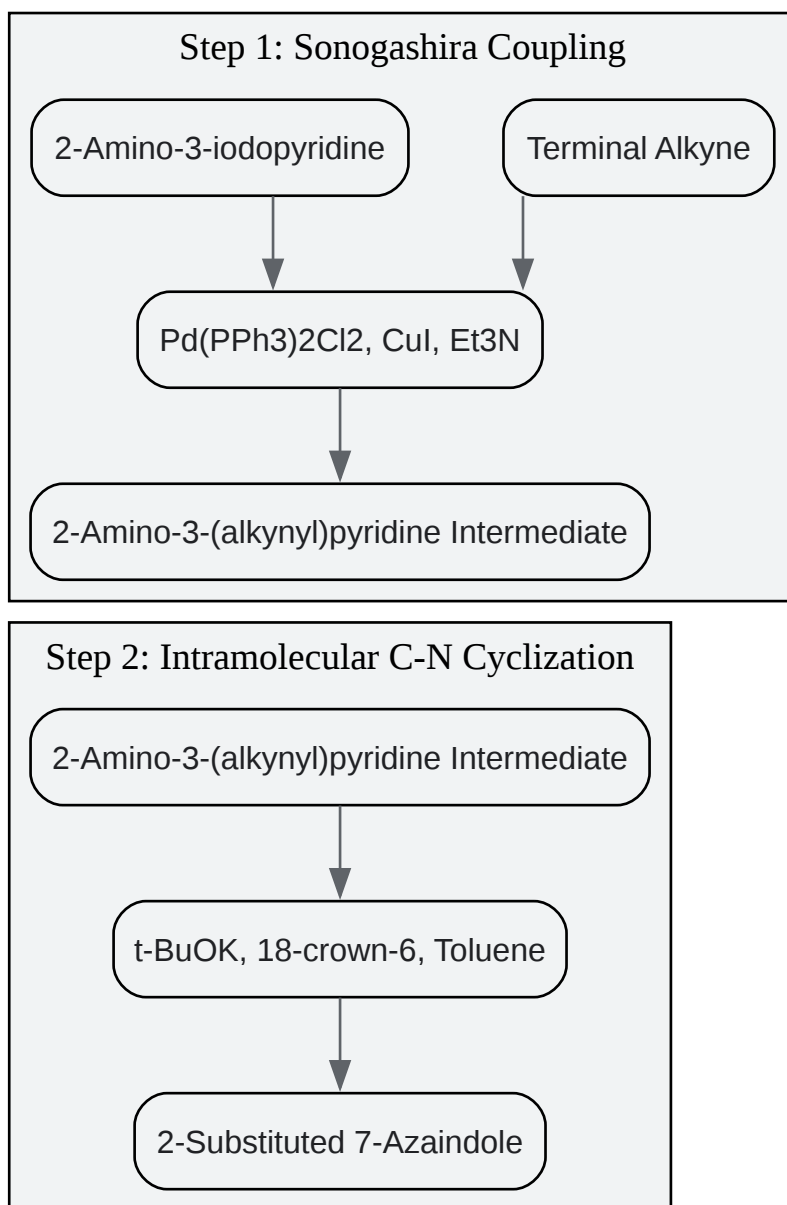 Step 1: Sonogashira Coupling
2-Amino-3-iodopyridine
Terminal Alkyne
Pd(PPh3)2Cl2, CuI, Et3N
2-Amino-3-(alkynyl)pyridine Intermediate
Step 2: Intramolecular C-N Cyclization
2-Amino-3-(alkynyl)pyridine Intermediate
t-BuOK, 18-crown-6, Toluene
2-Substituted 7-Azaindole